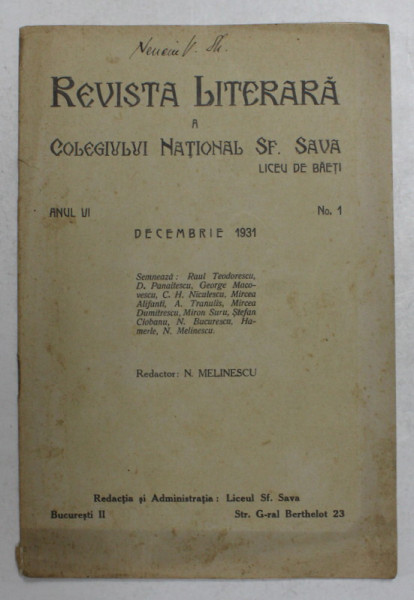 REVISTA LITERARĂ
A
COLEGIULUI NAȚIONAL SF. SAVA
LICEU DE BĂEȚI
ANUL VI No. 1
DECEMBRIE 1931
Semnează: Raul Teodorescu,
D. Panaitescu, George Maco-
vescu, C. H. Niculescu, Mircea
Alifanti, A. Tranulis, Mircea
Dumitrescu, Miron Suru, Ștefan
Ciobanu, N. Bucurescu, Ha-
merle, N. Melinescu.
Redactor: N. MELINESCU
Redacția și Administrația: Liceul Sf. Sava
București II Str. G-ral Berthelot 23